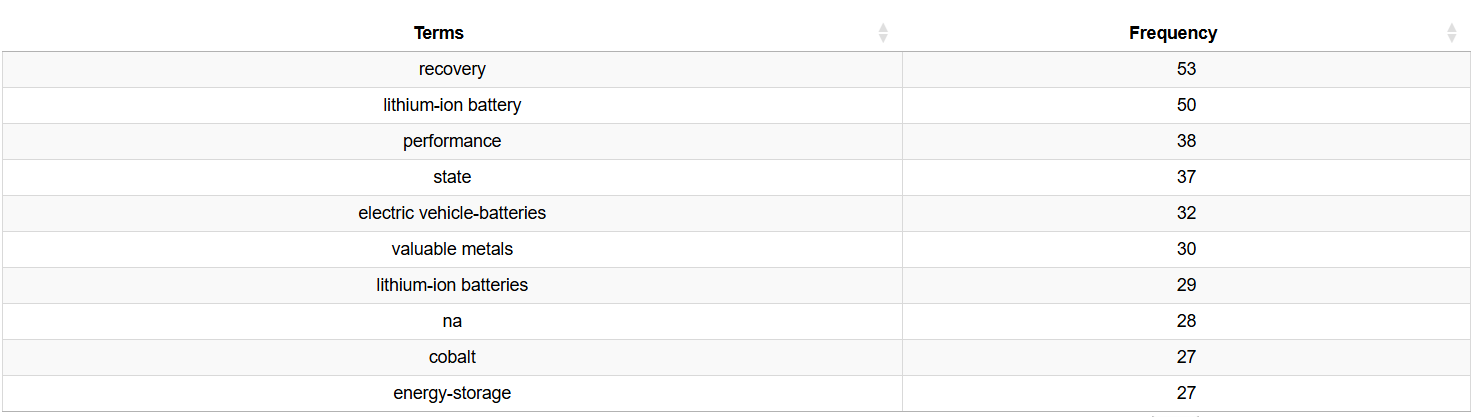 Terms Frequency
recovery 53
lithium-ion battery 50
performance 38
state 37
electric vehicle-batteries 32
valuable metals 30
lithium-ion batteries 29
na 28
cobalt 27
energy-storage 27